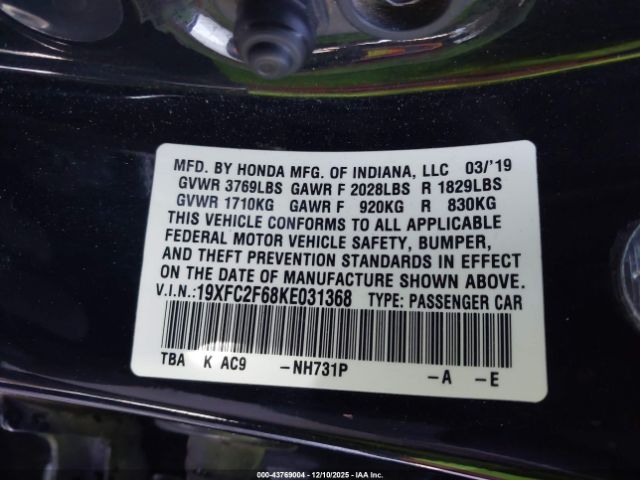 MFD. BY HONDA MFG. OF INDIANA, LLC 03/'19
GVWR 3769LBS GAWR F 2028LBS R 1829LBS
GVWR 1710KG GAWR F 920KG R 830KG
THIS VEHICLE CONFORMS TO ALL APPLICABLE
FEDERAL MOTOR VEHICLE SAFETY, BUMPER,
AND THEFT PREVENTION STANDARDS IN EFFECT
ON THE DATE OF MANUFACTURE SHOWN ABOVE.
V.I.N.:19XFC2F68KE031368 TYPE: PASSENGER CAR
TBA K AC9 -NH731P -A -E
000-43769004 - 12/10/2025 - IAAI.COM